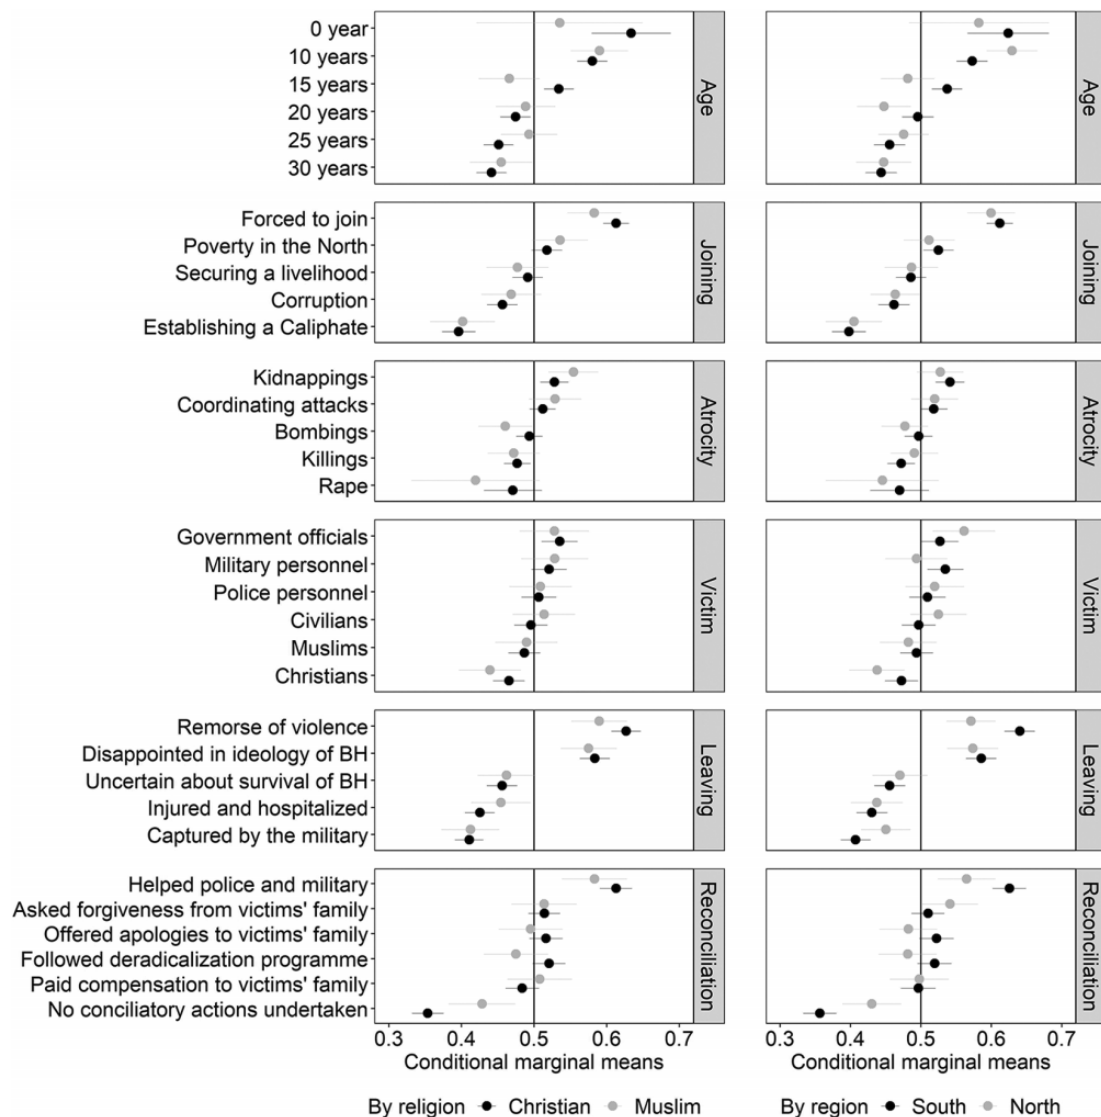 0 year
10 years
15 years
20 years
25 years
30 years
Age
Age
Forced to join
Poverty in the North
Securing a livelihood
Corruption
Establishing a Caliphate
Joining
Joining
Kidnappings
Coordinating attacks
Bombings
Killings
Rape
Atrocity
Atrocity
Government officials
Military personnel
Police personnel
Civilians
Muslims
Christians
Victim
Victim
Remorse of violence
Disappointed in ideology of BH
Uncertain about survival of BH
Injured and hospitalized
Captured by the military
Leaving
Leaving
Helped police and military
Asked forgiveness from victims' family
Offered apologies to victims' family
Followed deradicalization programme
Paid compensation to victims' family
No conciliatory actions undertaken
Reconciliation
Reconciliation
0.3 0.4 0.5 0.6 0.7 0.3 0.4 0.5 0.6 0.7
Conditional marginal means Conditional marginal means
By religion Christian Muslim By region South North